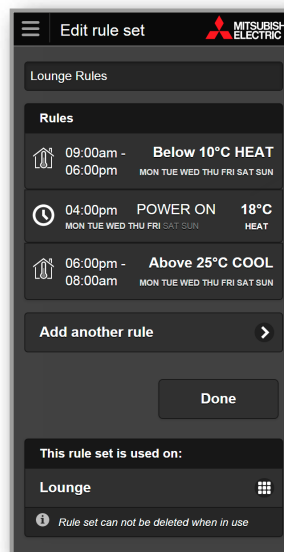 Edit rule set
MITSUBISH
ELECTRIC
Lounge Rules
Rules
09:00am - Below 10°C HEAT
06:00pm MON TUE WED THU FRI SAT SUN
04:00pm POWER ON 18°C
MON TUE WED THU FRI SAT SUN HEAT
06:00pm - Above 25°C COOL
08:00am MON TUE WED THU FRI SAT SUN
Add another rule
Done
This rule set is used on:
Lounge
Rule set can not be deleted when in use